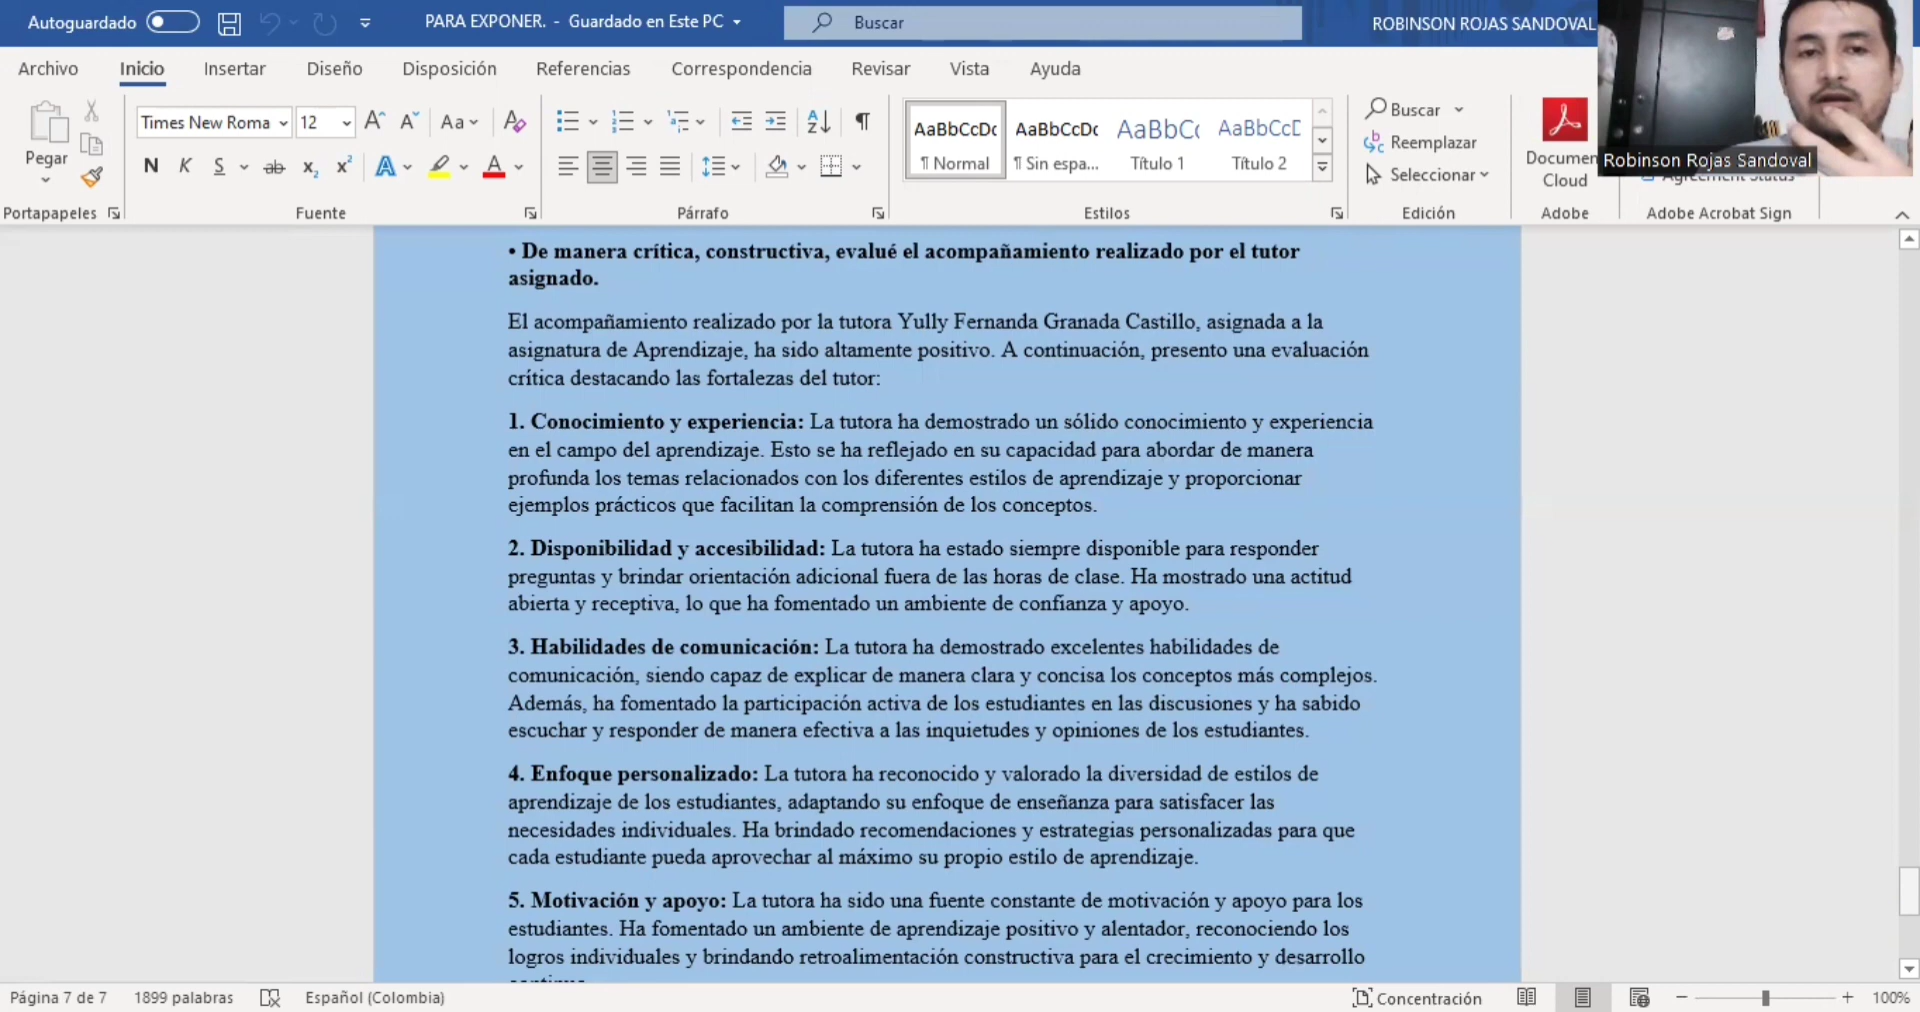 Autoguardado
PARA EXPONER. - Guardado en Este PC
Buscar
ROBINSON ROJAS SANDOVAL
Archivo Inicio Insertar Diseño Disposición Referencias Correspondencia Revisar Vista Ayuda
Times New Roma 12
Aa
Pegar
N K S ab x₂ x² A A
AaBbCcDc AaBbCcDc AaBbC AaBbCcD
¶ Normal ¶ Sin espa... Título 1 Título 2
Buscar
Reemplazar
Seleccionar
Documen
Cloud
Robinson Rojas Sandoval
Agreement Status
Portapapeles Fuente Párrafo Estilos Edición Adobe Adobe Acrobat Sign
• De manera crítica, constructiva, evalué el acompañamiento realizado por el tutor
asignado.
El acompañamiento realizado por la tutora Yully Fernanda Granada Castillo, asignada a la
asignatura de Aprendizaje, ha sido altamente positivo. A continuación, presento una evaluación
crítica destacando las fortalezas del tutor:
1. Conocimiento y experiencia: La tutora ha demostrado un sólido conocimiento y experiencia
en el campo del aprendizaje. Esto se ha reflejado en su capacidad para abordar de manera
profunda los temas relacionados con los diferentes estilos de aprendizaje y proporcionar
ejemplos prácticos que facilitan la comprensión de los conceptos.
2. Disponibilidad y accesibilidad: La tutora ha estado siempre disponible para responder
preguntas y brindar orientación adicional fuera de las horas de clase. Ha mostrado una actitud
abierta y receptiva, lo que ha fomentado un ambiente de confianza y apoyo.
3. Habilidades de comunicación: La tutora ha demostrado excelentes habilidades de
comunicación, siendo capaz de explicar de manera clara y concisa los conceptos más complejos.
Además, ha fomentado la participación activa de los estudiantes en las discusiones y ha sabido
escuchar y responder de manera efectiva a las inquietudes y opiniones de los estudiantes.
4. Enfoque personalizado: La tutora ha reconocido y valorado la diversidad de estilos de
aprendizaje de los estudiantes, adaptando su enfoque de enseñanza para satisfacer las
necesidades individuales. Ha brindado recomendaciones y estrategias personalizadas para que
cada estudiante pueda aprovechar al máximo su propio estilo de aprendizaje.
5. Motivación y apoyo: La tutora ha sido una fuente constante de motivación y apoyo para los
estudiantes. Ha fomentado un ambiente de aprendizaje positivo y alentador, reconociendo los
logros individuales y brindando retroalimentación constructiva para el crecimiento y desarrollo
Página 7 de 7 1899 palabras Español (Colombia) Concentración 100%